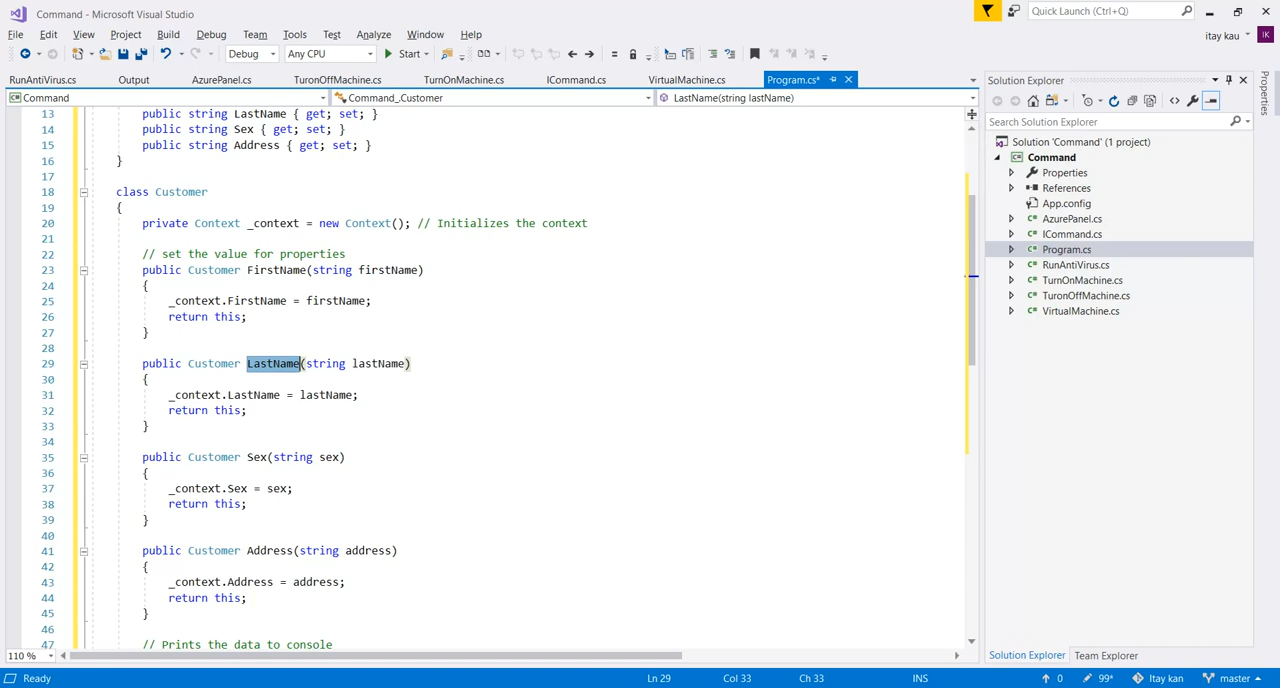 Command - Microsoft Visual Studio
Quick Launch (Ctrl+Q)
File Edit View Project Build Debug Team Tools Test Analyze Window Help
itay kau IK
Debug Any CPU Start
RunAntiVirus.cs Output AzurePanel.cs TuronOffMachine.cs TurnOnMachine.cs ICommand.cs VirtualMachine.cs Program.cs*
Command Command_.Customer LastName(string lastName)
13 public string LastName { get; set; }
14 public string Sex { get; set; }
15 public string Address { get; set; }
16 }
17
18 class Customer
19 {
20 private Context _context = new Context(); // Initializes the context
21
22 // set the value for properties
23 public Customer FirstName(string firstName)
24 {
25 _context.FirstName = firstName;
26 return this;
27 }
28
29 public Customer LastName(string lastName)
30 {
31 _context.LastName = lastName;
32 return this;
33 }
34
35 public Customer Sex(string sex)
36 {
37 _context.Sex = sex;
38 return this;
39 }
40
41 public Customer Address(string address)
42 {
43 _context.Address = address;
44 return this;
45 }
46
47 // Prints the data to console
110 %
Solution Explorer
Search Solution Explorer
Solution 'Command' (1 project)
C# Command
Properties
References
App.config
C# AzurePanel.cs
C# ICommand.cs
C# Program.cs
C# RunAntiVirus.cs
C# TurnOnMachine.cs
C# TuronOffMachine.cs
C# VirtualMachine.cs
Solution Explorer Team Explorer
Properties
Ready Ln 29 Col 33 Ch 33 INS 0 99* Itay kan master